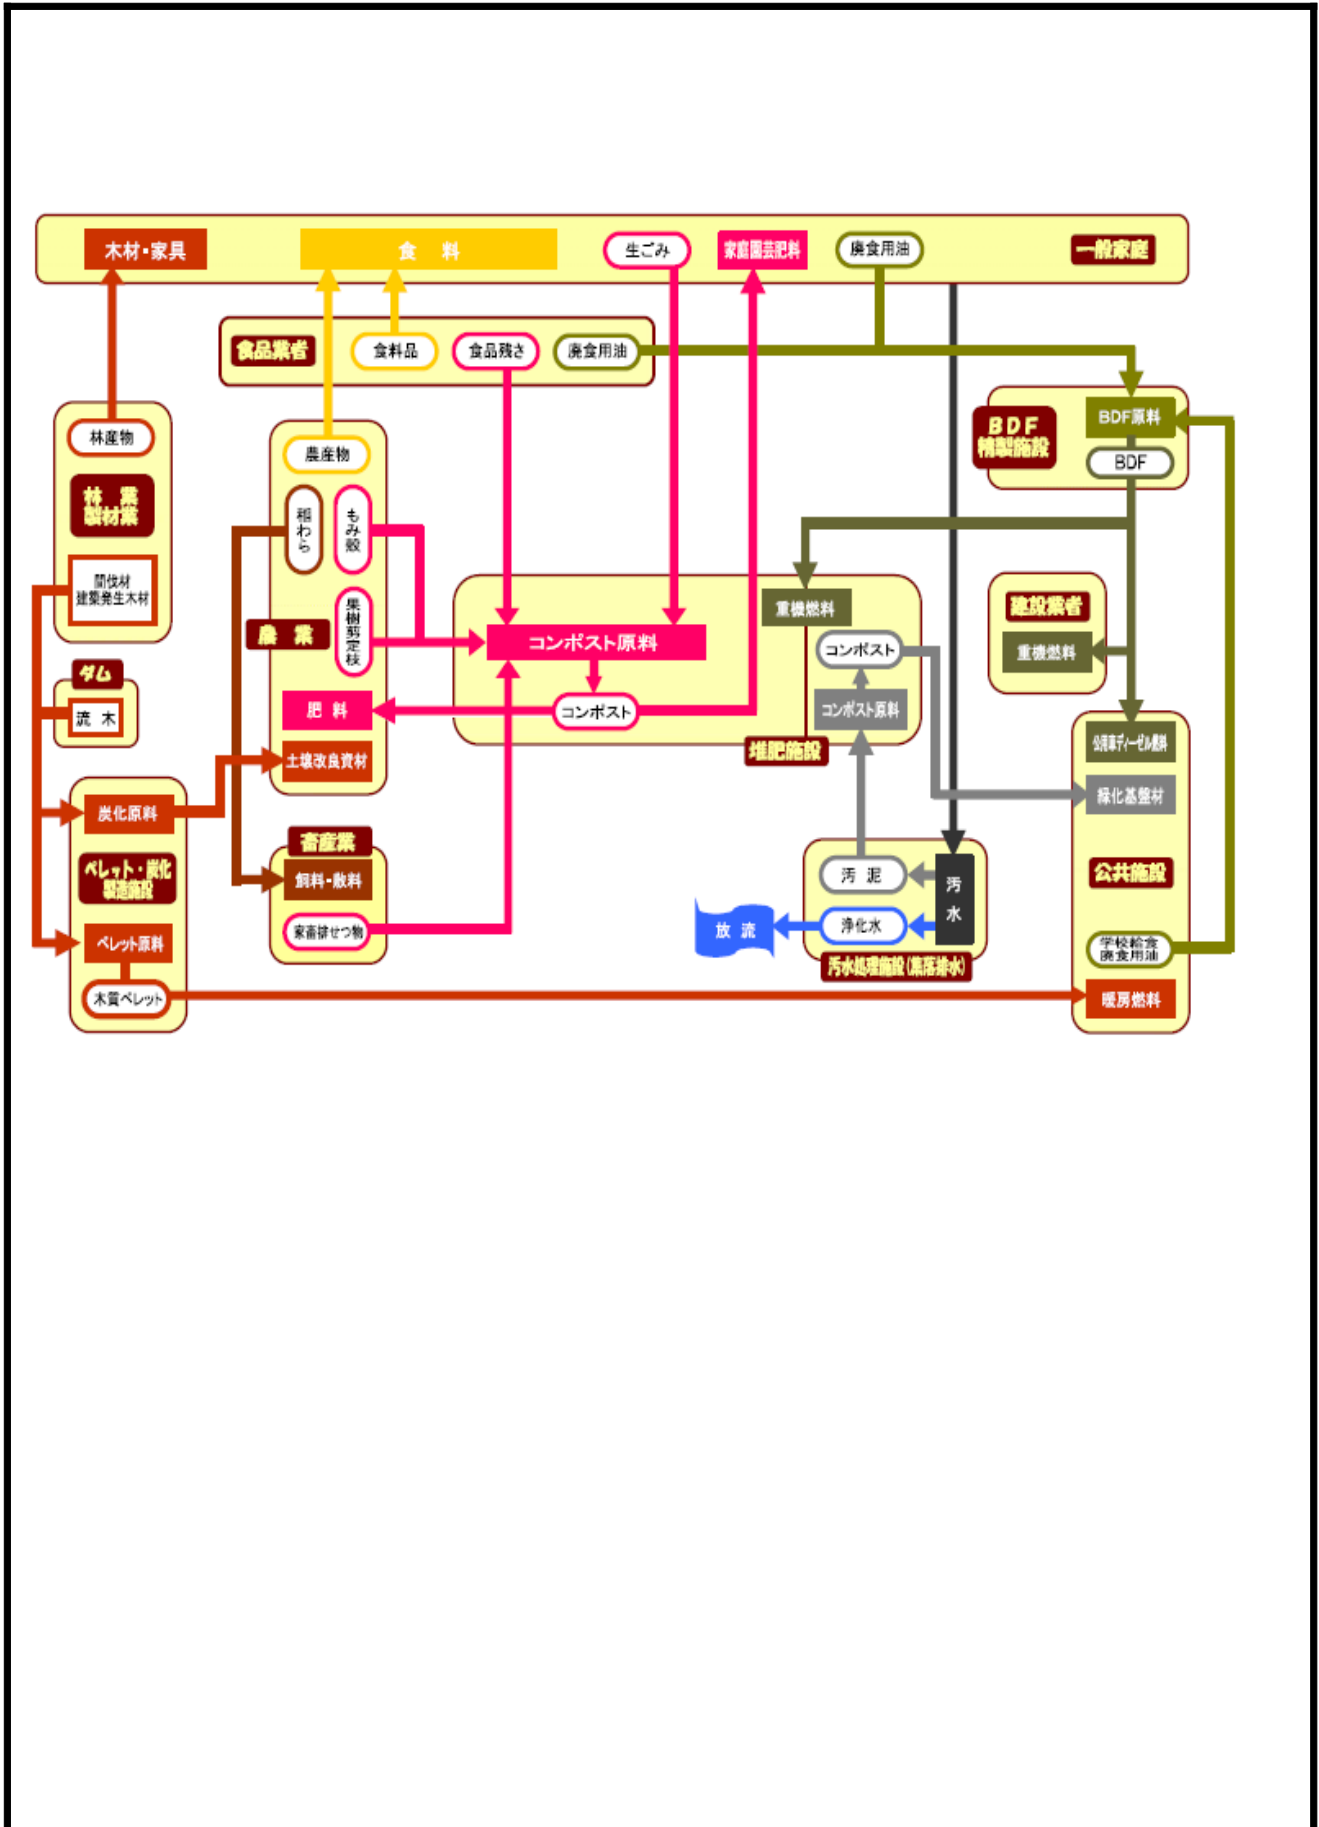 木材・家具
食　料
生ごみ
家庭園芸肥料
廃食用油
一般家庭
食品業者
食料品
食品残さ
廃食用油
林産物
林　業
製材業
間伐材
建築発生木材
農産物
稲わら
もみ殻
果樹剪定枝
農　業
肥 料
土壌改良資材
BDF
精製施設
BDF原料
BDF
コンポスト原料
コンポスト
重機燃料
コンポスト
コンポスト原料
堆肥施設
建設業者
重機燃料
ダム
流 木
炭化原料
ペレット・炭化
製造施設
ペレット原料
木質ペレット
畜産業
飼料・敷料
家畜排せつ物
放 流
汚 泥
浄化水
汚水
汚水処理施設(集落排水)
公用車ディーゼル燃料
緑化基盤材
公共施設
学校給食
廃食用油
暖房燃料